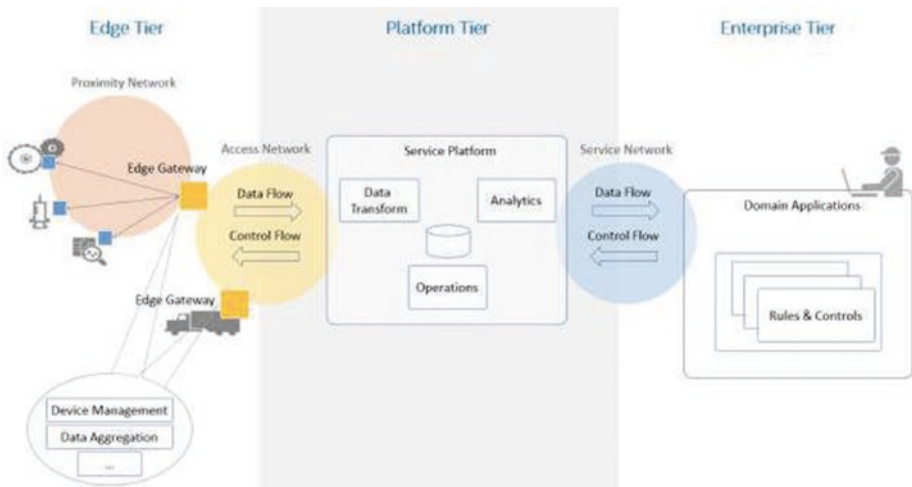 Edge Tier
Platform Tier
Enterprise Tier
Proximity Network
Edge Gateway
Access Network
Data Flow
Control Flow
Edge Gateway
Device Management
Data Aggregation
...
Service Platform
Data
Transform
Analytics
Operations
Service Network
Data Flow
Control Flow
Domain Applications
Rules & Controls